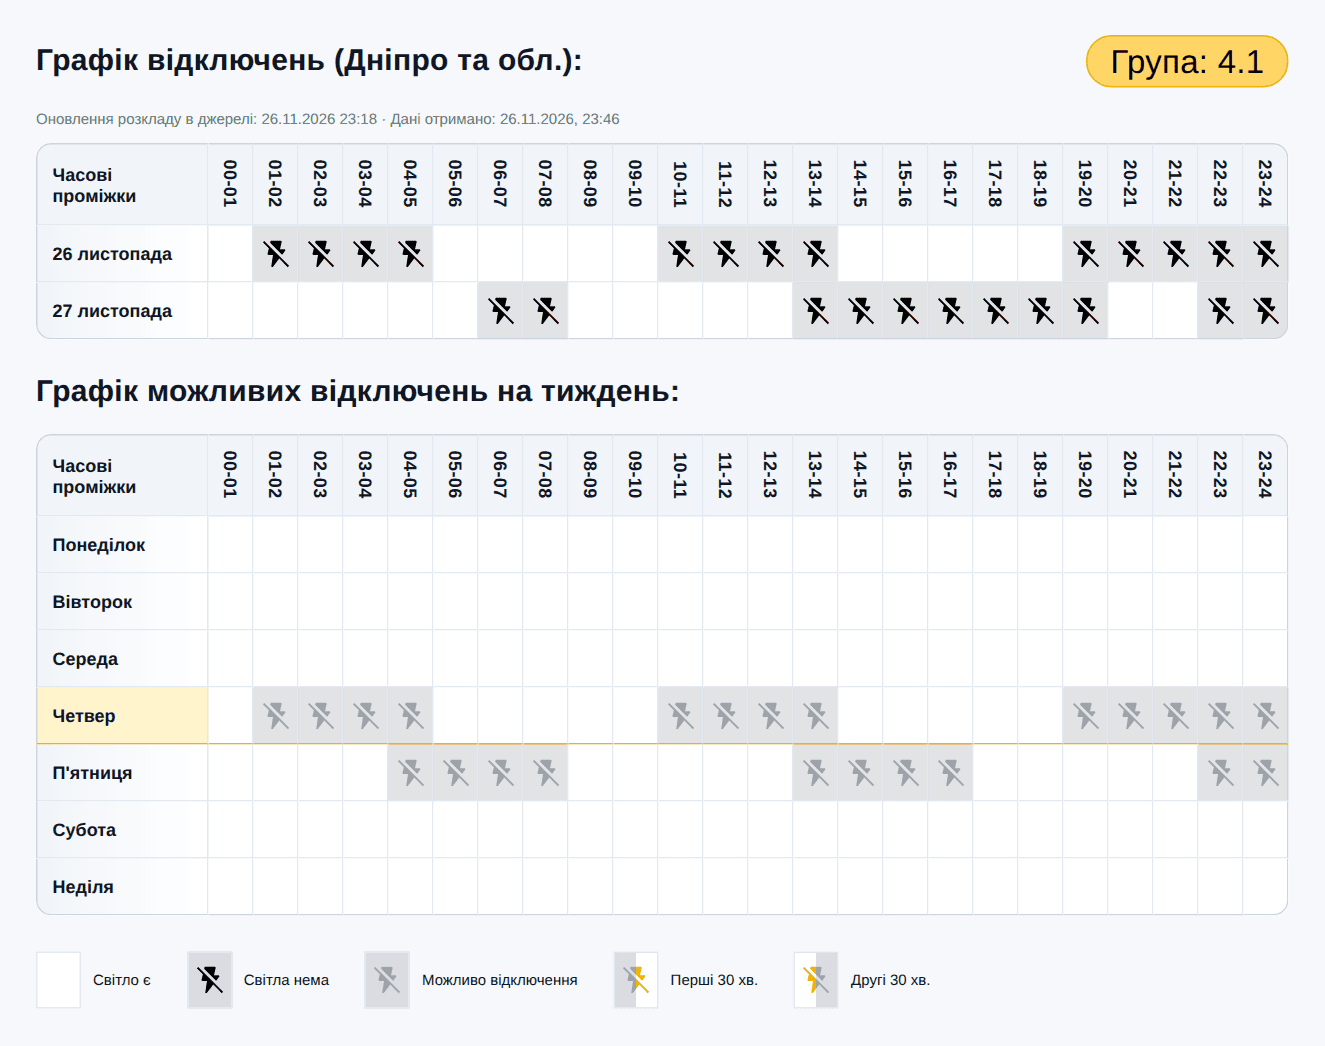 Графік відключень (Дніпро та обл.):
Група: 4.1
Оновлення розкладу в джерелі: 26.11.2026 23:18 · Дані отримано: 26.11.2026, 23:46
Часові
проміжки
00-01 01-02 02-03 03-04 04-05 05-06 06-07 07-08 08-09 09-10 10-11 11-12 12-13 13-14 14-15 15-16 16-17 17-18 18-19 19-20 20-21 21-22 22-23 23-24
26 листопада
27 листопада
Графік можливих відключень на тиждень:
Часові
проміжки
00-01 01-02 02-03 03-04 04-05 05-06 06-07 07-08 08-09 09-10 10-11 11-12 12-13 13-14 14-15 15-16 16-17 17-18 18-19 19-20 20-21 21-22 22-23 23-24
Понеділок
Вівторок
Середа
Четвер
П'ятниця
Субота
Неділя
Світло є
Світла нема
Можливо відключення
Перші 30 хв.
Другі 30 хв.